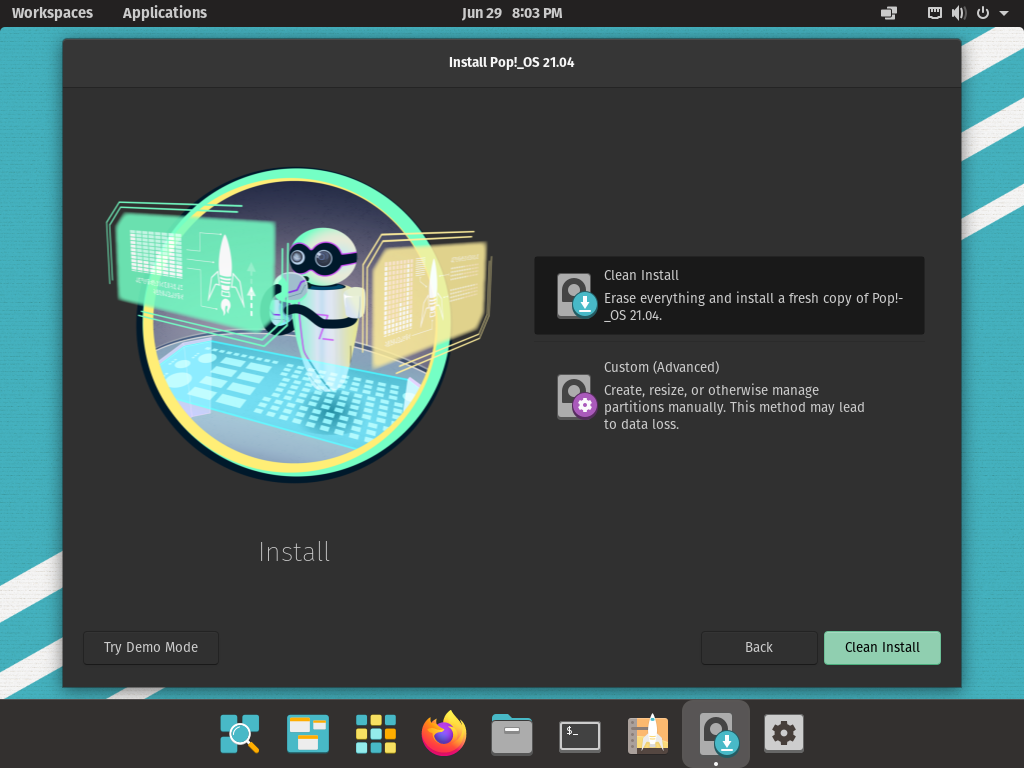 Workspaces Applications Jun 29 8:03 PM
Install Pop!_OS 21.04
Clean Install
Erase everything and install a fresh copy of Pop!-
_OS 21.04.
Custom (Advanced)
Create, resize, or otherwise manage
partitions manually. This method may lead
to data loss.
Install
Try Demo Mode Back Clean Install
$_